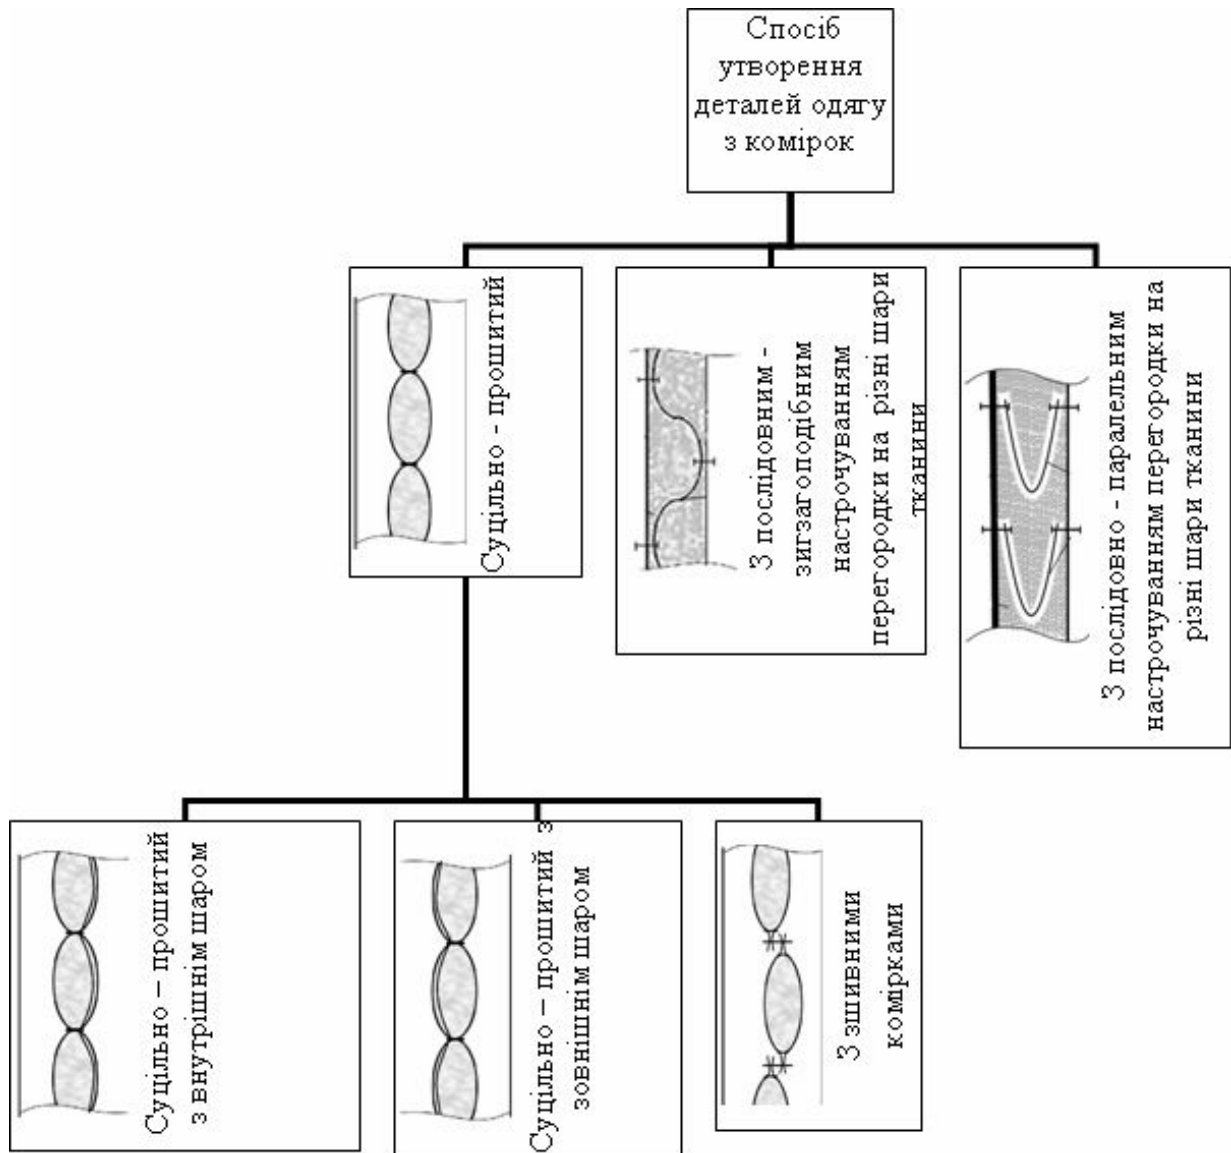 Спосіб
утворення
деталей одягу
з комірок
Суцільно - прошитий
З послідовним -
зигзагоподібним
настрочуванням
перегородки на різні шари
тканини
З послідовно - паралельним
настрочуванням перегородки на
різні шари тканини
Суцільно – прошитий
з внутрішнім шаром
Суцільно – прошитий з
зовнішнім шаром
З зшивними
комірками